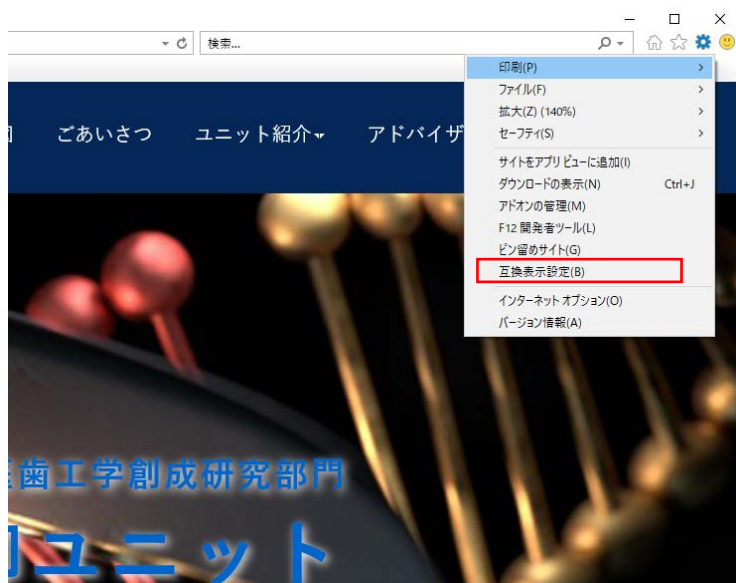 検索...
印刷(P)
ファイル(F)
拡大(Z) (140%)
セーフティ(S)
サイトをアプリ ビューに追加(I)
ダウンロードの表示(N) Ctrl+J
アドオンの管理(M)
F12 開発者ツール(L)
ピン留めサイト(G)
互換表示設定(B)
インターネット オプション(O)
バージョン情報(A)
ごあいさつ ユニット紹介 アドバイザ
歯工学創成研究部門
ユニット